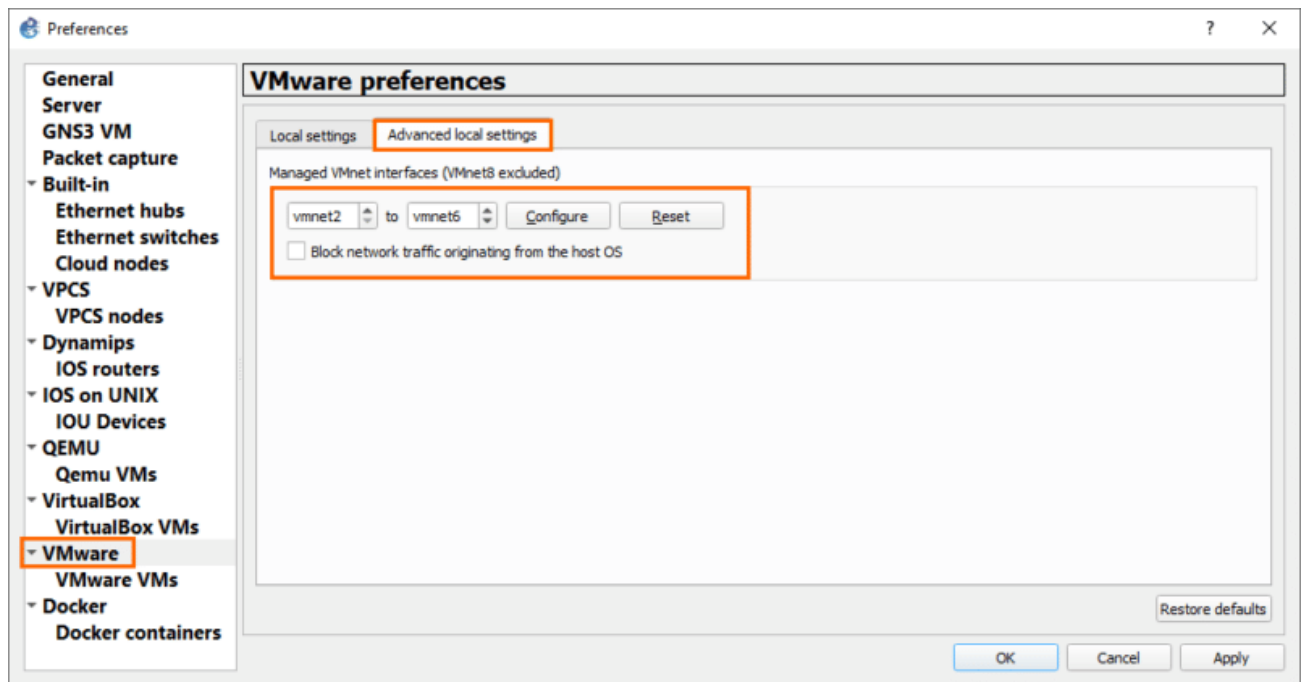 Preferences
?
General
Server
GNS3 VM
Packet capture
Built-in
Ethernet hubs
Ethernet switches
Cloud nodes
VPCS
VPCS nodes
Dynamips
IOS routers
IOS on UNIX
IOU Devices
QEMU
Qemu VMs
VirtualBox
VirtualBox VMs
VMware
VMware VMs
Docker
Docker containers
VMware preferences
Local settings Advanced local settings
Managed VMnet interfaces (VMnet8 excluded)
vmnet2 to vmnet6 Configure Reset
Block network traffic originating from the host OS
Restore defaults
OK Cancel Apply